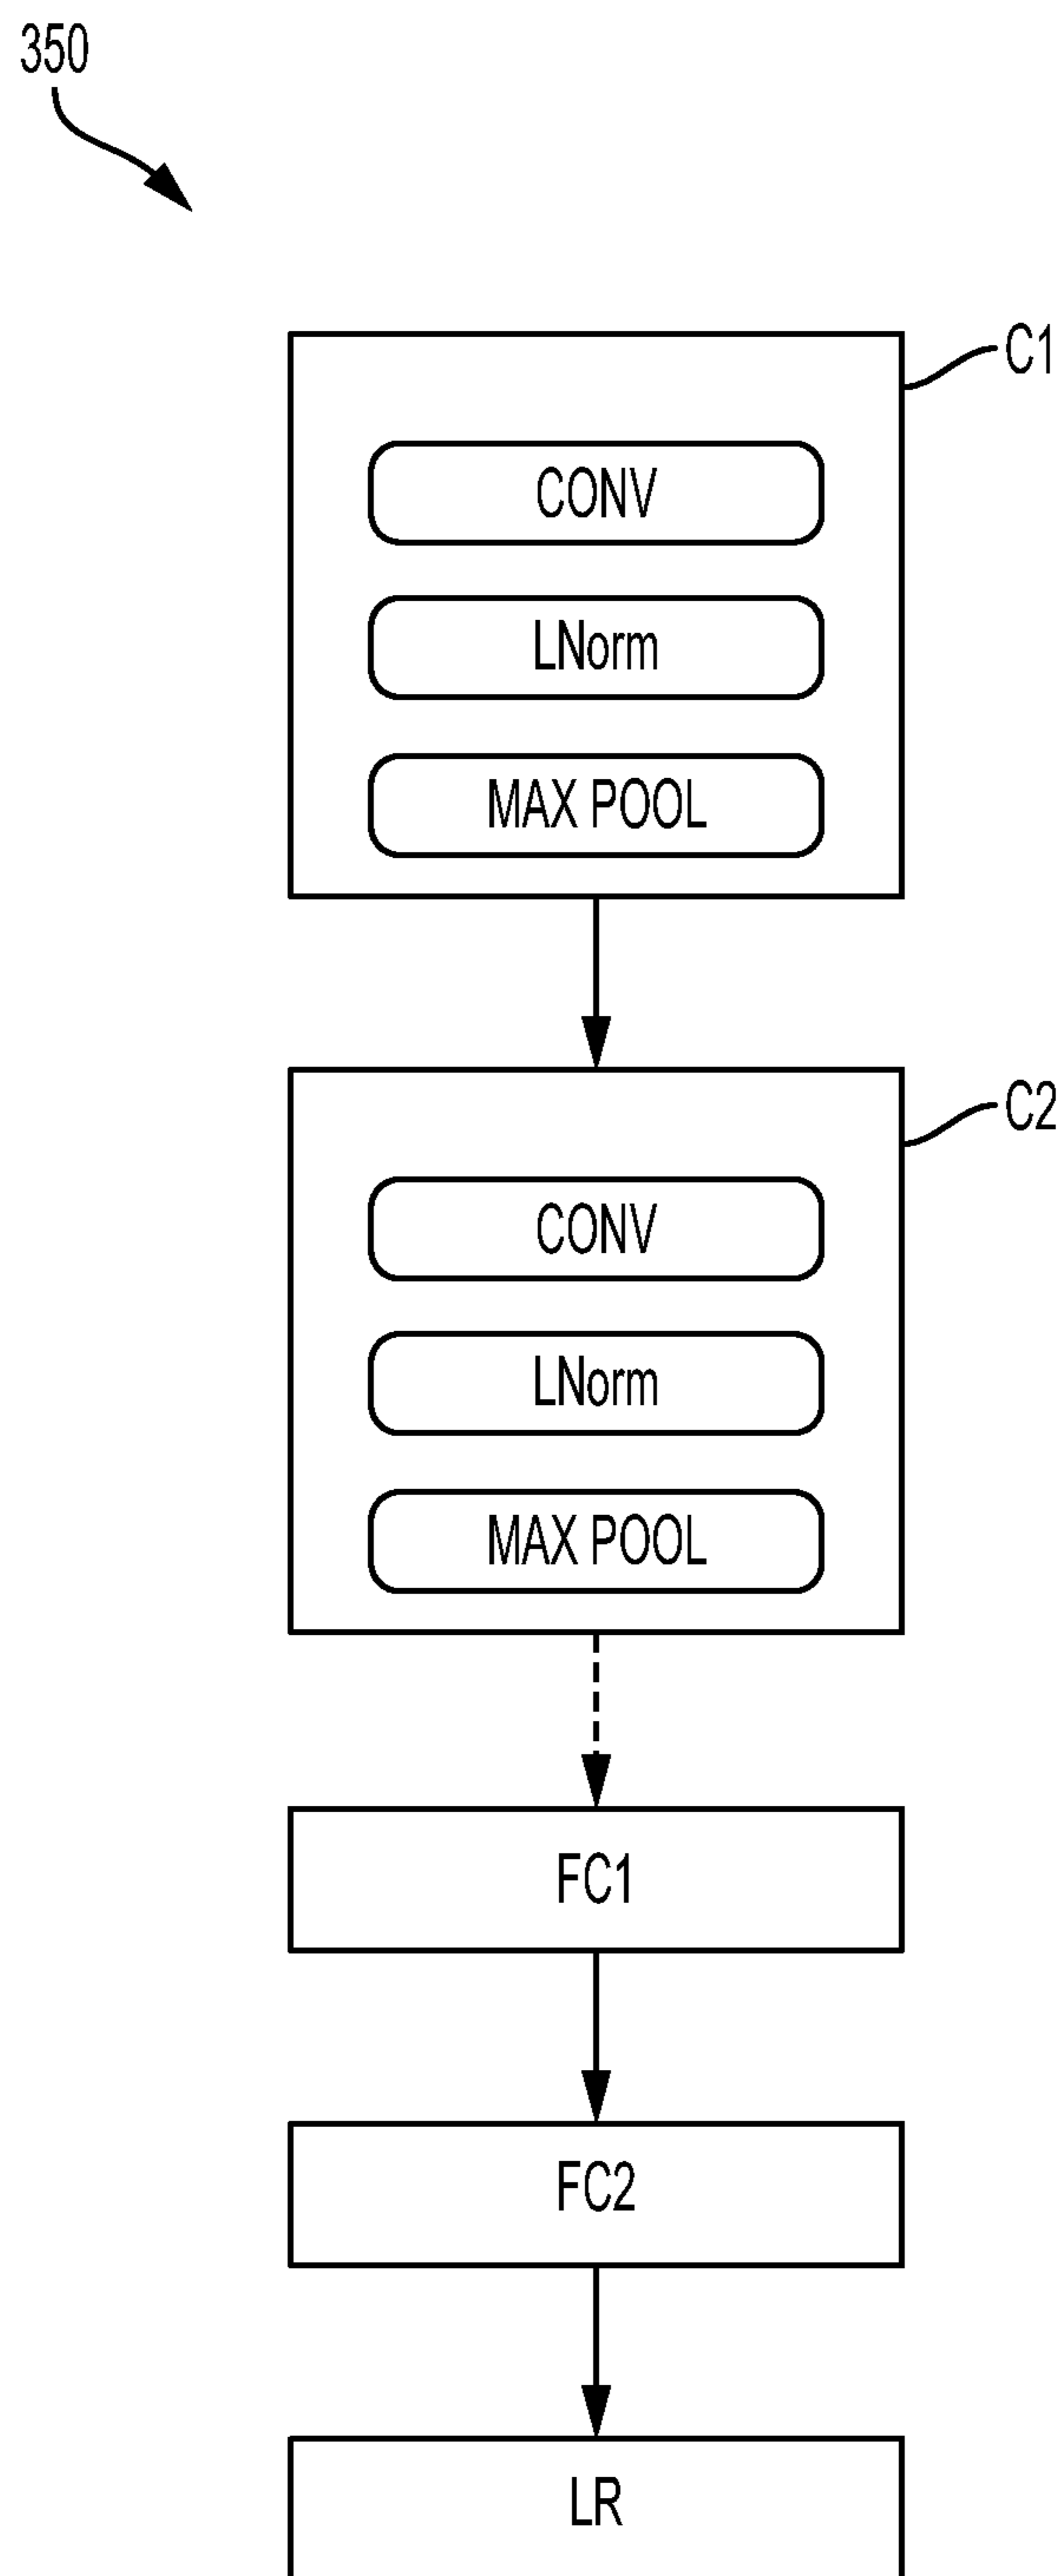 350
C1
CONV
LNorm
MAX POOL
C2
CONV
LNorm
MAX POOL
FC1
FC2
LR